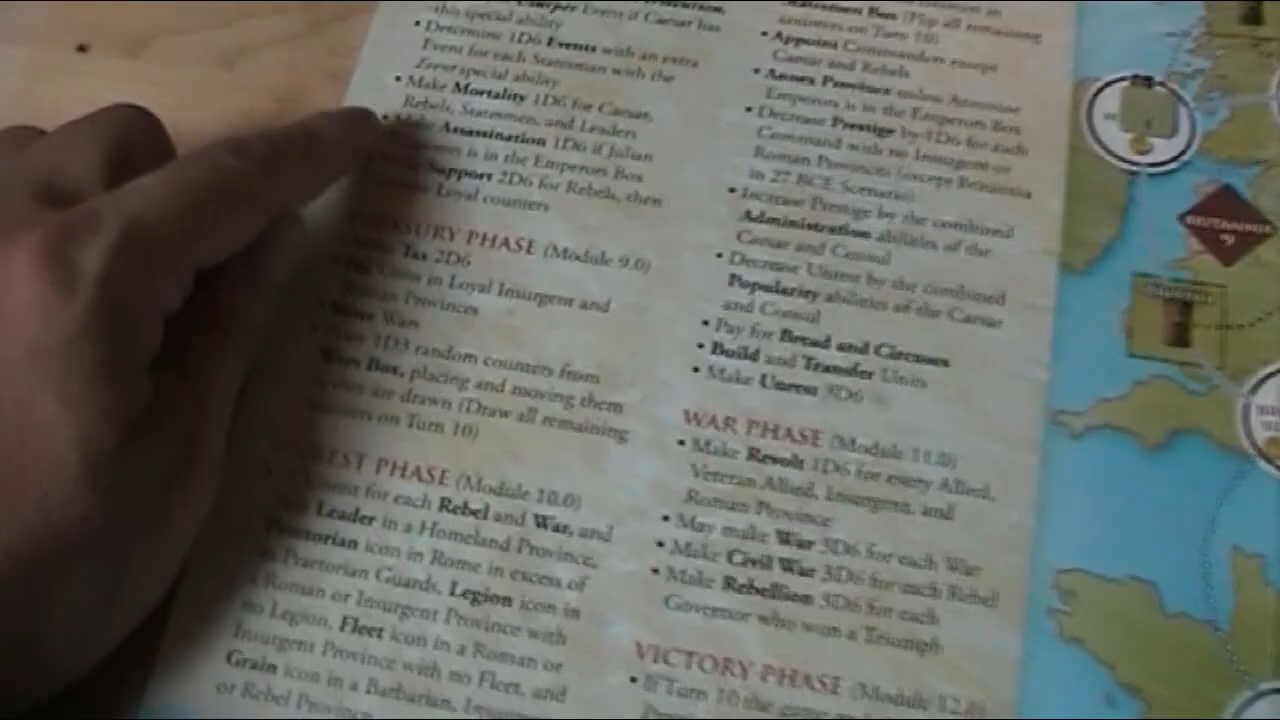 this special ability
Event if Caesar has
• Determine 1D6 Events with an extra
Event for each Statesman with the
special ability
• Make Mortality 1D6 for Caesar,
Rebels, Statesmen, and Leaders
Assassination 1D6 if Julian
is in the Emperors Box
Support 2D6 for Rebels, then
Loyal counters
PHASE (Module 9.0)
Tax 2D6
in Loyal Insurgent and
Provinces
Wars
1D3 random counters from
Box, placing and moving them
are drawn (Draw all remaining
on Turn 10)
PHASE (Module 10.0)
for each Rebel and War, and
Leader in a Homeland Province,
icon in Rome in excess of
Praetorian Guards, Legion icon in
Roman or Insurgent Province with
no Legion, Fleet icon in a Roman or
Insurgent Province with no Fleet, and
Grain icon in a Barbarian,
or Rebel Province
(Flip all remaining
counters on Turn 10)
• Appoint Commanders except
Caesar and Rebels
• Annex Province unless Antonine
Emperor is in the Emperors Box
• Decrease Prestige by 1D6 for each
Command with no Insurgent or
Roman Provinces (except Britannia
in 27 BCE Scenario)
• Increase Prestige by the combined
Administration abilities of the
Caesar and Consul
• Decrease Unrest by the combined
Popularity abilities of the Caesar
and Consul
• Pay for Bread and Circuses
• Build and Transfer Units
• Make Unrest 3D6
WAR PHASE (Module 11.0)
• Make Revolt 1D6 for every Allied,
Veteran Allied, Insurgent, and
Roman Province
• May make War 3D6 for each War
• Make Civil War 3D6 for each Rebel
• Make Rebellion 3D6 for each
Governor who won a Triumph
VICTORY PHASE (Module 12.0)
• If Turn 10 the game
BRITANNIA